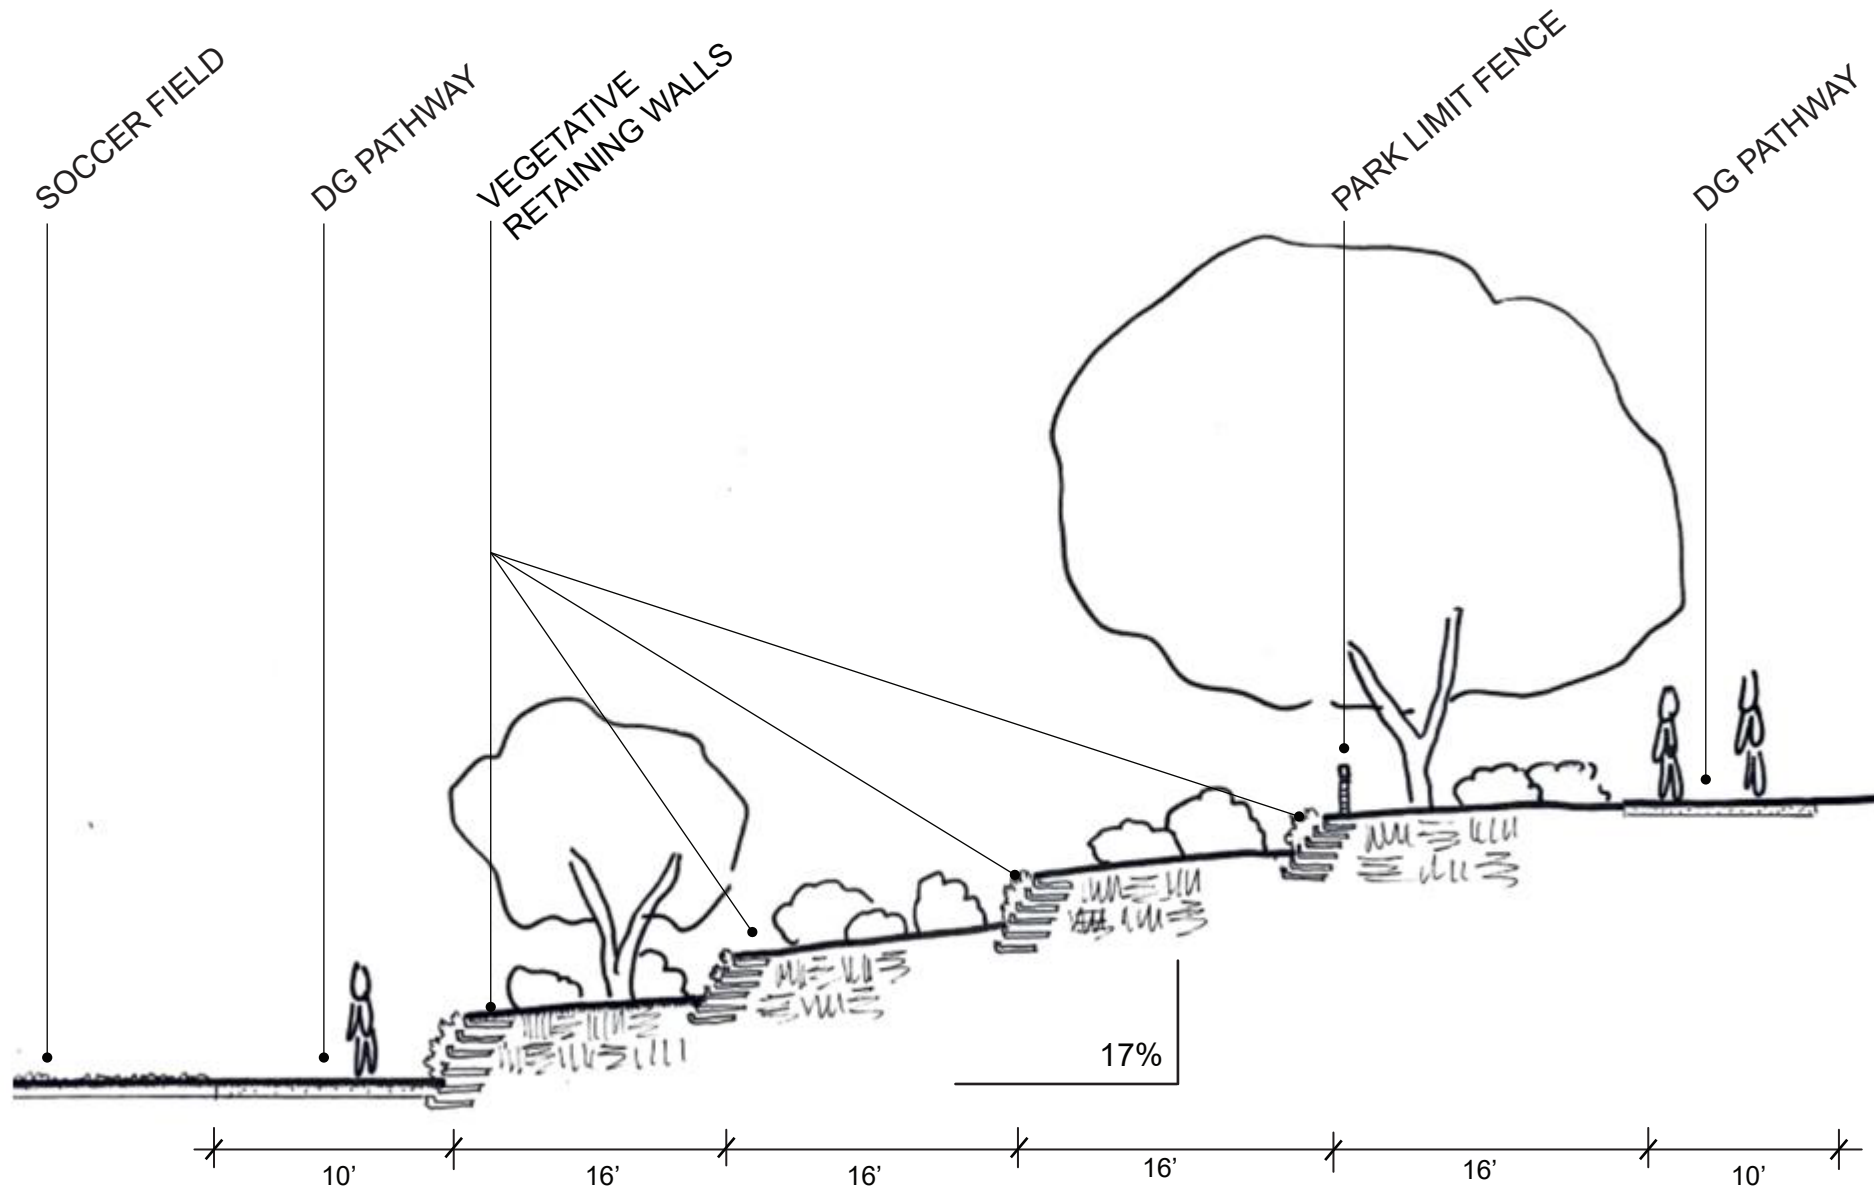 SOCCER FIELD
DG PATHWAY
VEGETATIVE
RETAINING WALLS
PARK LIMIT FENCE
DG PATHWAY
17%
10’
16’
16’
16’
16’
10’